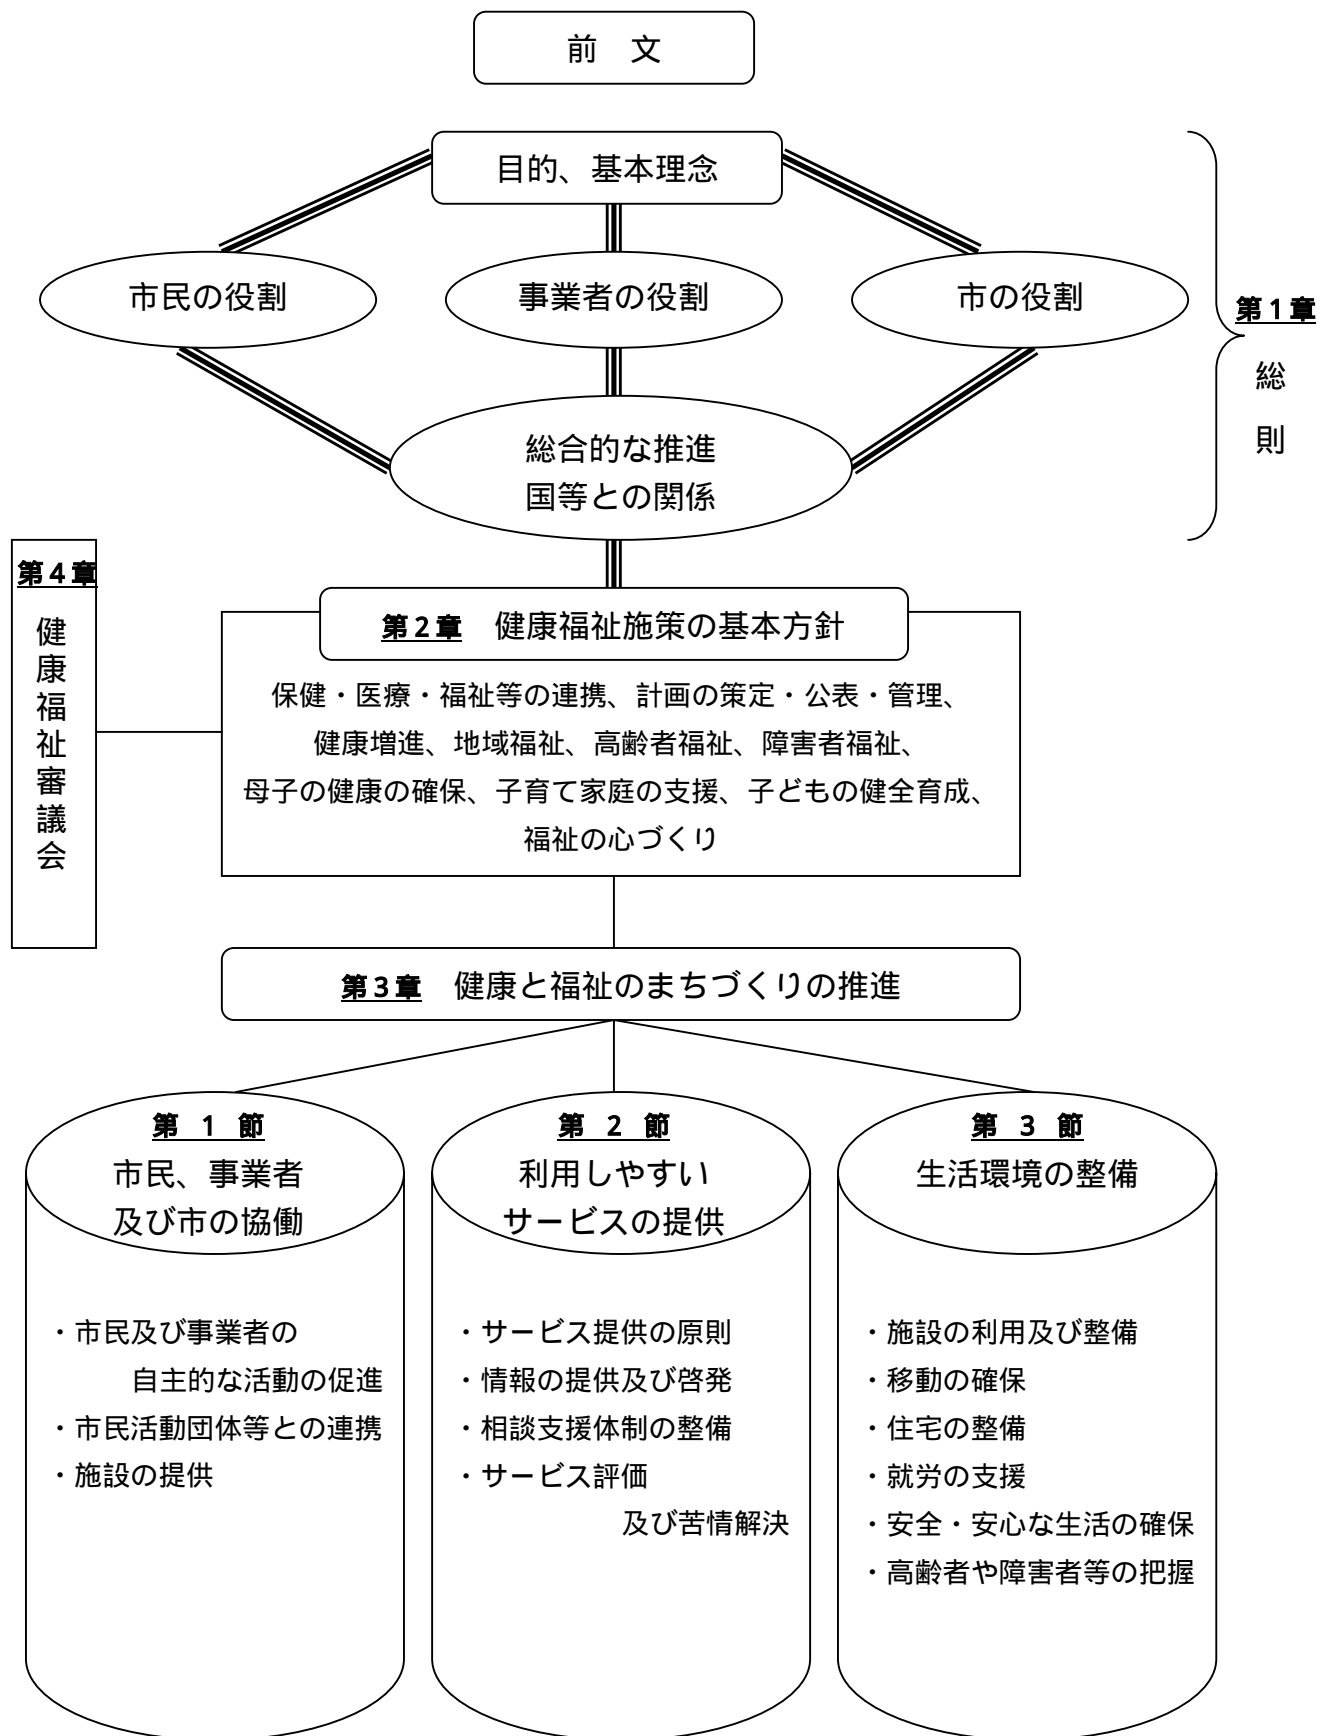 前　文
目的、基本理念
市民の役割
事業者の役割
市の役割
第１章
総
則
総合的な推進
国等との関係
第４章
健康福祉審議会
第２章　健康福祉施策の基本方針
保健・医療・福祉等の連携、計画の策定・公表・管理、
健康増進、地域福祉、高齢者福祉、障害者福祉、
母子の健康の確保、子育て家庭の支援、子どもの健全育成、
福祉の心づくり
第３章　健康と福祉のまちづくりの推進
第　１　節
市民、事業者
及び市の協働
・市民及び事業者の
自主的な活動の促進
・市民活動団体等との連携
・施設の提供
第　２　節
利用しやすい
サービスの提供
・サービス提供の原則
・情報の提供及び啓発
・相談支援体制の整備
・サービス評価
及び苦情解決
第　３　節
生活環境の整備
・施設の利用及び整備
・移動の確保
・住宅の整備
・就労の支援
・安全・安心な生活の確保
・高齢者や障害者等の把握